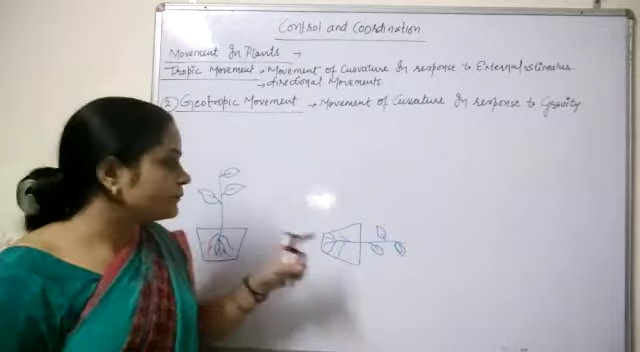 Control and Coordination
Movement In Plants →
Tropic Movement → Movement of Curvature In response to External stimulus
→ directional Movements.
② Geotropic Movement → Movement of Curvature In response to Gravity